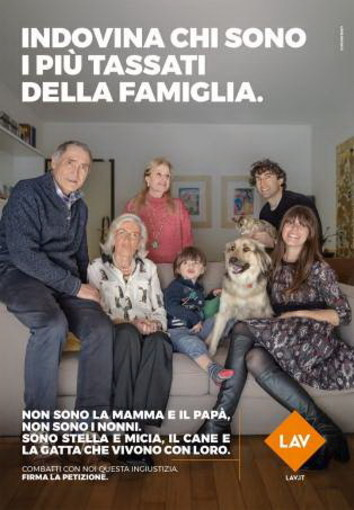 INDOVINA CHI SONO
I PIÙ TASSATI
DELLA FAMIGLIA.
NON SONO LA MAMMA E IL PAPÀ,
NON SONO I NONNI.
SONO STELLA E MICIA, IL CANE E
LA GATTA CHE VIVONO CON LORO.
COMBATTI CON NOI QUESTA INGIUSTIZIA.
FIRMA LA PETIZIONE.
LAV
LAV.IT